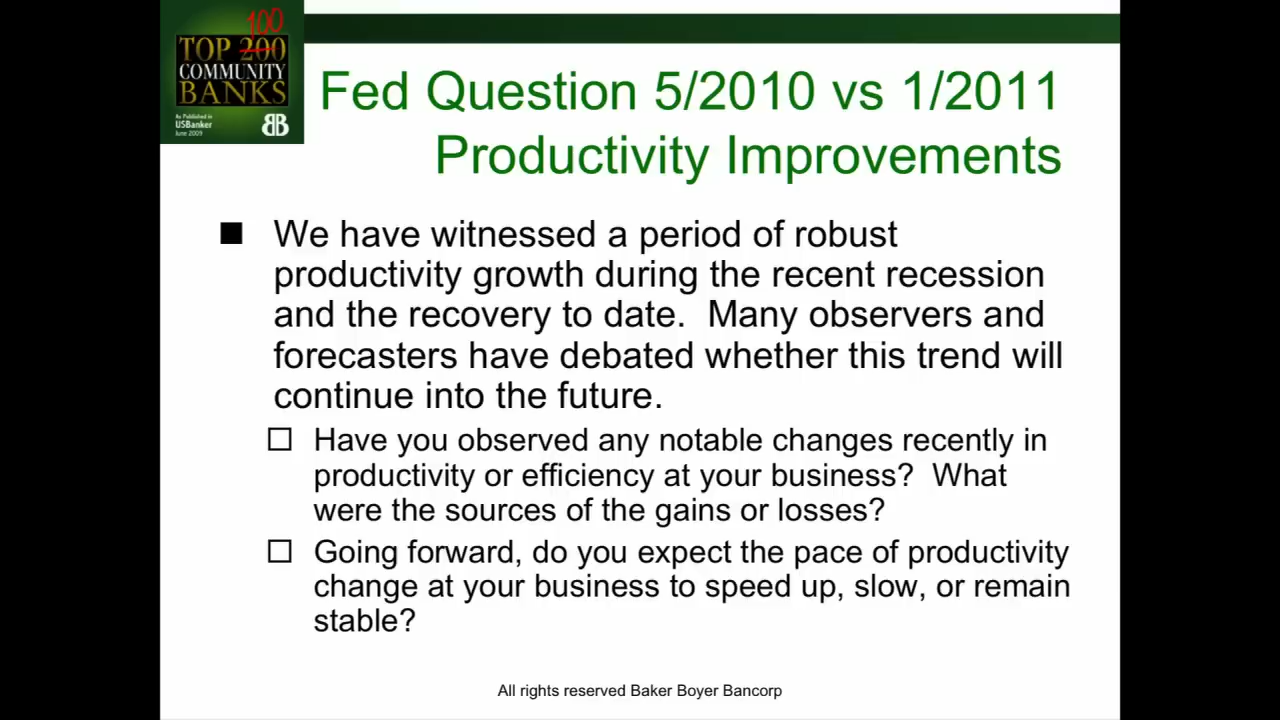 100
TOP 200
COMMUNITY
BANKS
As Published in
USBanker
June 2009
BB
Fed Question 5/2010 vs 1/2011
Productivity Improvements
We have witnessed a period of robust
productivity growth during the recent recession
and the recovery to date.  Many observers and
forecasters have debated whether this trend will
continue into the future.
Have you observed any notable changes recently in
productivity or efficiency at your business?  What
were the sources of the gains or losses?
Going forward, do you expect the pace of productivity
change at your business to speed up, slow, or remain
stable?
All rights reserved Baker Boyer Bancorp